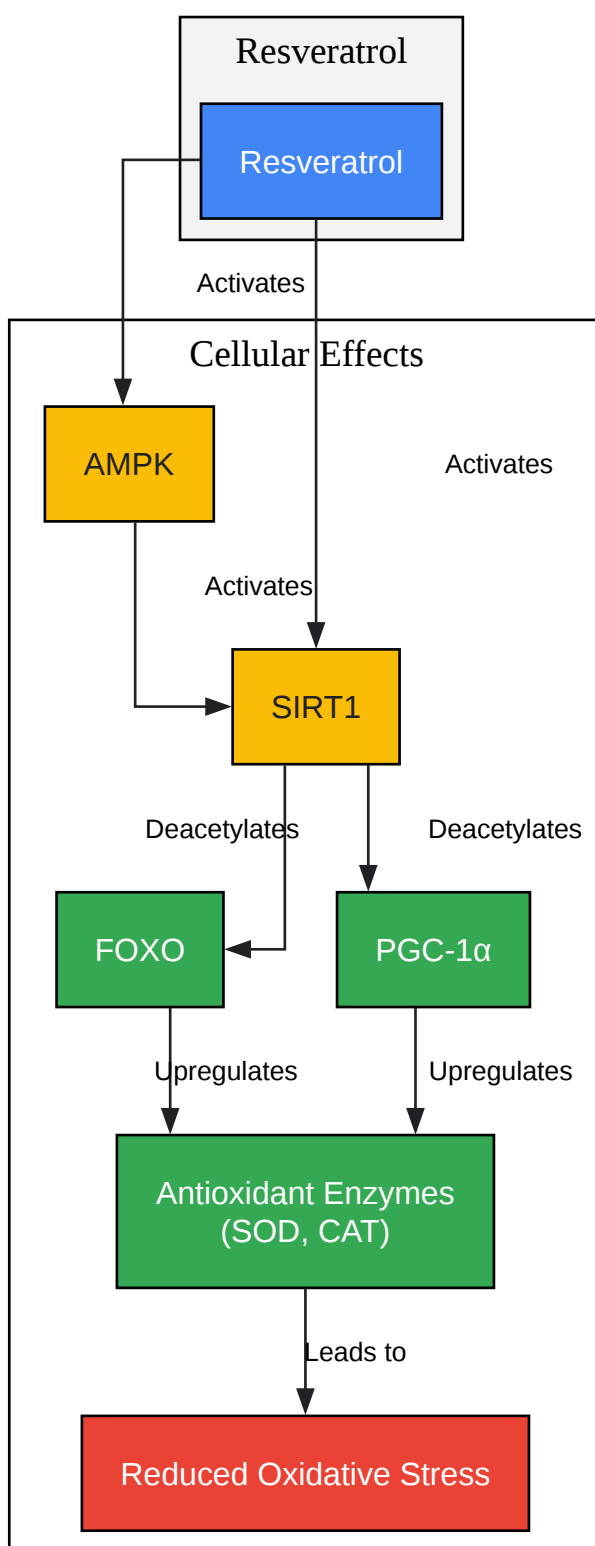 Resveratrol
Resveratrol
Activates
Cellular Effects
AMPK
Activates
Activates
SIRT1
Deacetylates
Deacetylates
FOXO
PGC-1α
Upregulates
Upregulates
Antioxidant Enzymes
(SOD, CAT)
Leads to
Reduced Oxidative Stress